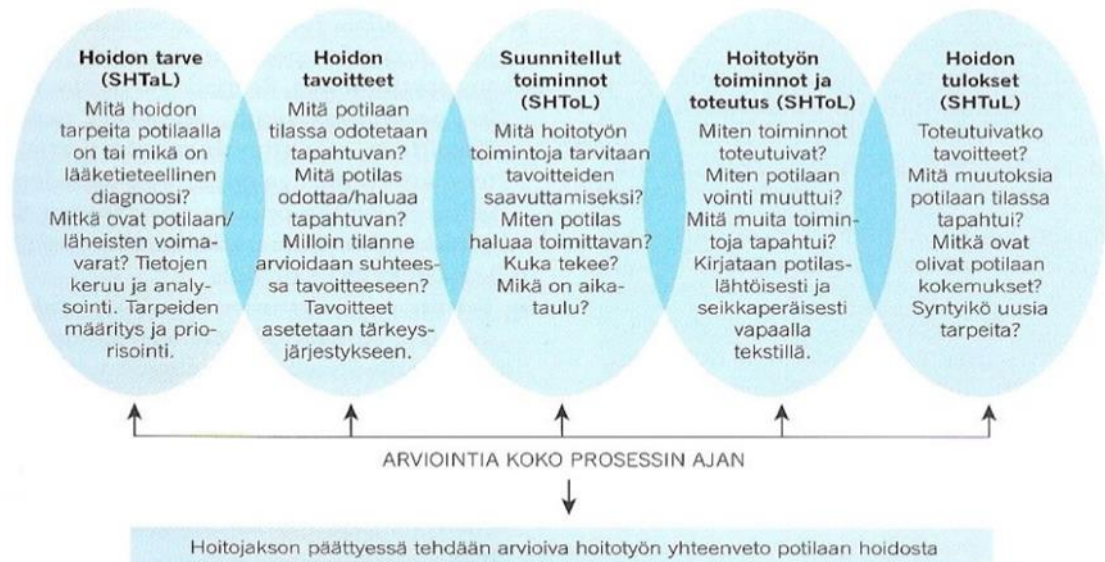 Hoidon tarve
(SHTaL)
Mitä hoidon
tarpeita potilaalla
on tai mikä on
lääketieteellinen
diagnoosi?
Mitkä ovat potilaan/
läheisten voima-
varat? Tietojen
keruu ja analy-
sointi. Tarpeiden
määritys ja prio-
risointi.
Hoidon
tavoitteet
Mitä potilaan
tilassa odotetaan
tapahtuvan?
Mitä potilas
odottaa/haluaa
tapahtuvan?
Milloin tilanne
arvioidaan suhtees-
sa tavoitteeseen?
Tavoitteet
asetetaan tärkeys-
järjestykseen.
Suunnitellut
toiminnot
(SHToL)
Mitä hoitotyön
toimintoja tarvitaan
tavoitteiden
saavuttamiseksi?
Miten potilas
haluaa toimittavan?
Kuka tekee?
Mikä on aika-
taulu?
Hoitotyön
toiminnot ja
toteutus (SHToL)
Miten toiminnot
toteutuivat?
Miten potilaan
vointi muuttui?
Mitä muita toimin-
toja tapahtui?
Kirjataan potilas-
lähtöisesti ja
seikkaperäisesti
vapaalla
tekstillä.
Hoidon
tulokset
(SHTuL)
Toteutuivatko
tavoitteet?
Mitä muutoksia
potilaan tilassa
tapahtui?
Mitkä ovat
olivat potilaan
kokemukset?
Syntyikö uusia
tarpeita?
ARVIOINTIA KOKO PROSESSIN AJAN
Hoitojakson päättyessä tehdään arvioiva hoitotyön yhteenveto potilaan hoidosta